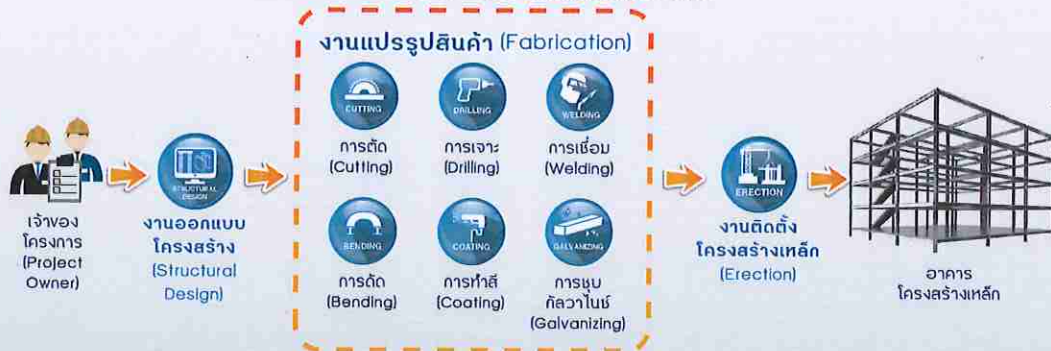 งานแปรรูปสินค้า (Fabrication)
CUTTING
DRILLING
WELDING
การตัด
(Cutting)
การเจาะ
(Drilling)
การเชื่อม
(Welding)
STRUCTURAL
DESIGN
ERECTION
เจ้าของ
โครงการ
(Project
Owner)
งานออกแบบ
โครงสร้าง
(Structural
Design)
BENDING
COATING
GALVANIZING
การดัด
(Bending)
การทำสี
(Coating)
การชุบ
กัลวาไนซ์
(Galvanizing)
งานติดตั้ง
โครงสร้างเหล็ก
(Erection)
อาคาร
โครงสร้างเหล็ก